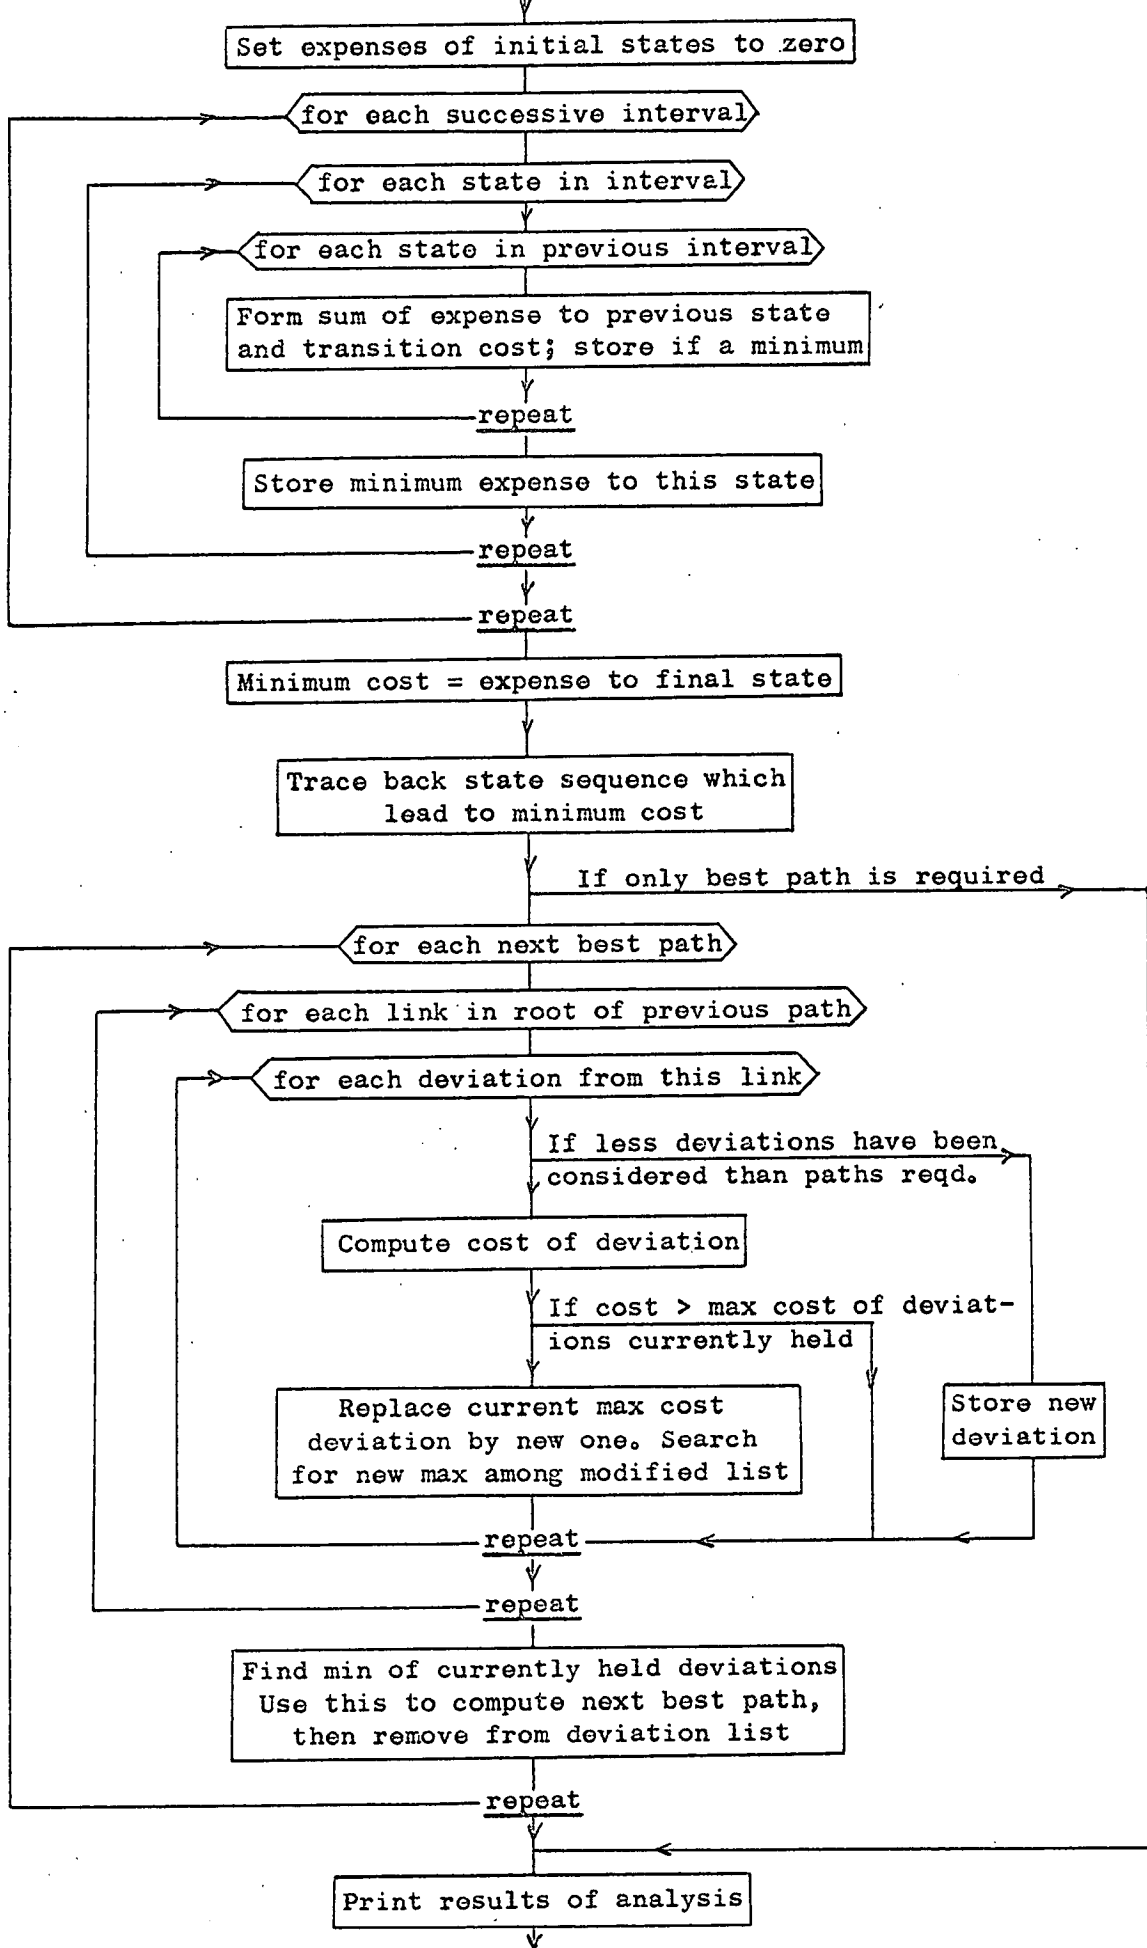 Set expenses of initial states to zero
for each successive interval
for each state in interval
for each state in previous interval
Form sum of expense to previous state
and transition cost; store if a minimum
repeat
Store minimum expense to this state
repeat
repeat
Minimum cost = expense to final state
Trace back state sequence which
lead to minimum cost
If only best path is required
for each next best path
for each link in root of previous path
for each deviation from this link
If less deviations have been
considered than paths reqd.
Compute cost of deviation
If cost > max cost of deviat-
ions currently held
Replace current max cost
deviation by new one. Search
for new max among modified list
Store new
deviation
repeat
repeat
Find min of currently held deviations
Use this to compute next best path,
then remove from deviation list
repeat
Print results of analysis